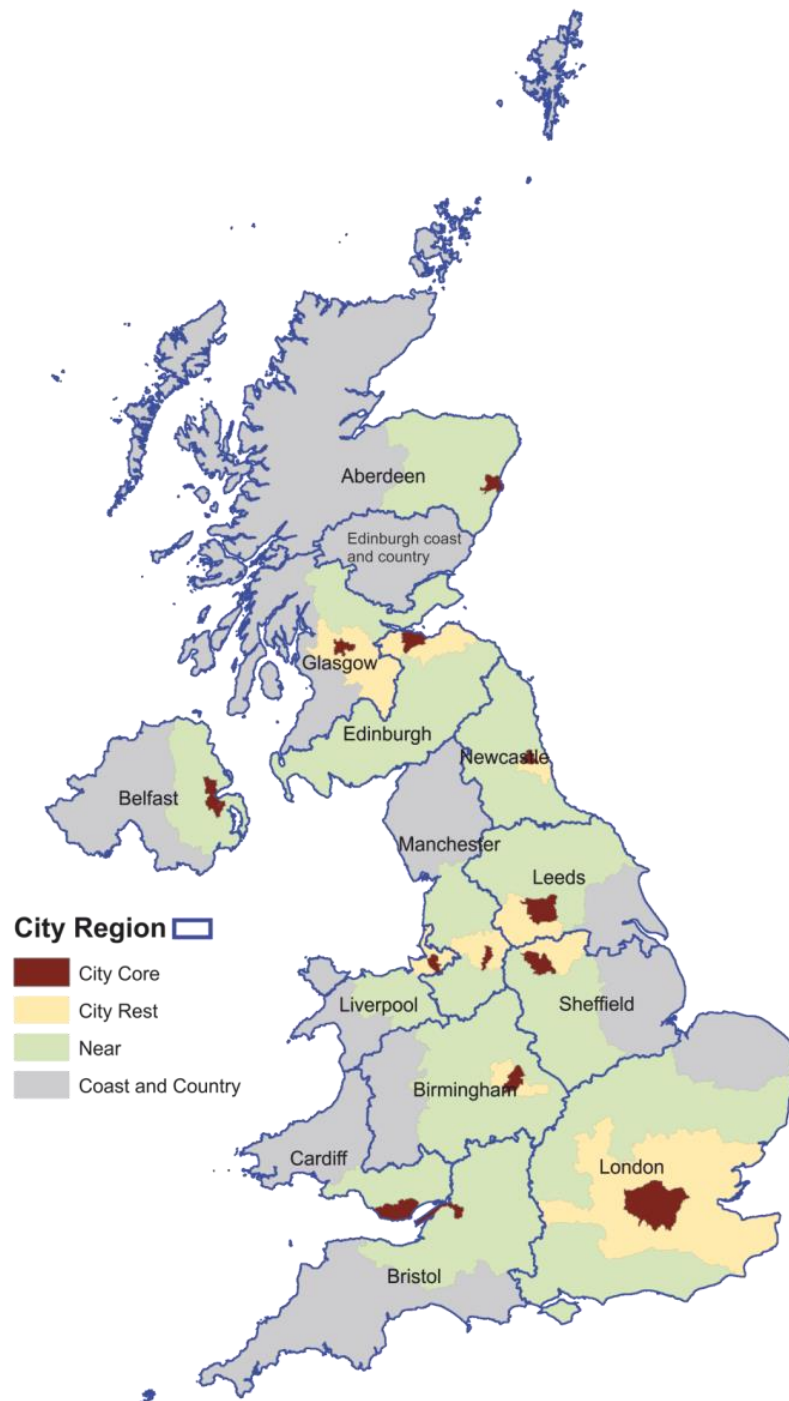 Aberdeen
Edinburgh coast
and country
Glasgow
Edinburgh
Newcastle
Belfast
Manchester
Leeds
City Region
City Core
City Rest
Near
Coast and Country
Liverpool
Sheffield
Birmingham
Cardiff
London
Bristol